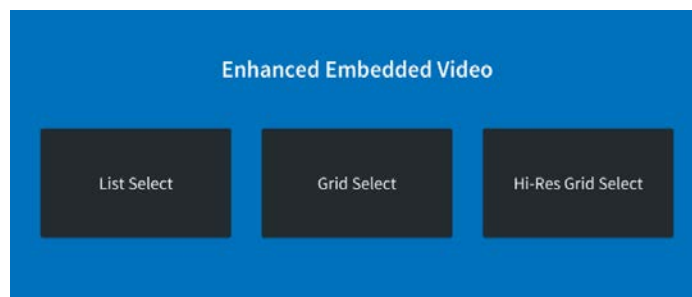 Enhanced Embedded Video
List Select
Grid Select
Hi-Res Grid Select